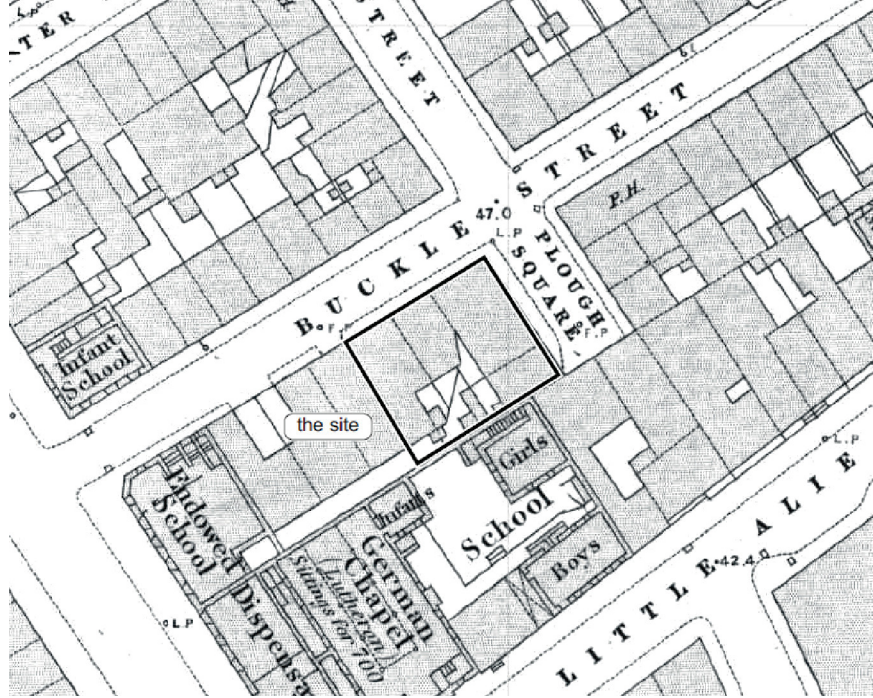 TER
STREET
BUCKLE STREET
47.0
L.P
P.H.
PLOUGH
SQUARE
F.P
F.P
Infant
School
the site
Girls
L.P
Endowed
School
Infants
School
German
Chapel
(Lutheran)
Sittings for 700
Boys
LITTLE ALIE
42.4
L.P
Dispensa